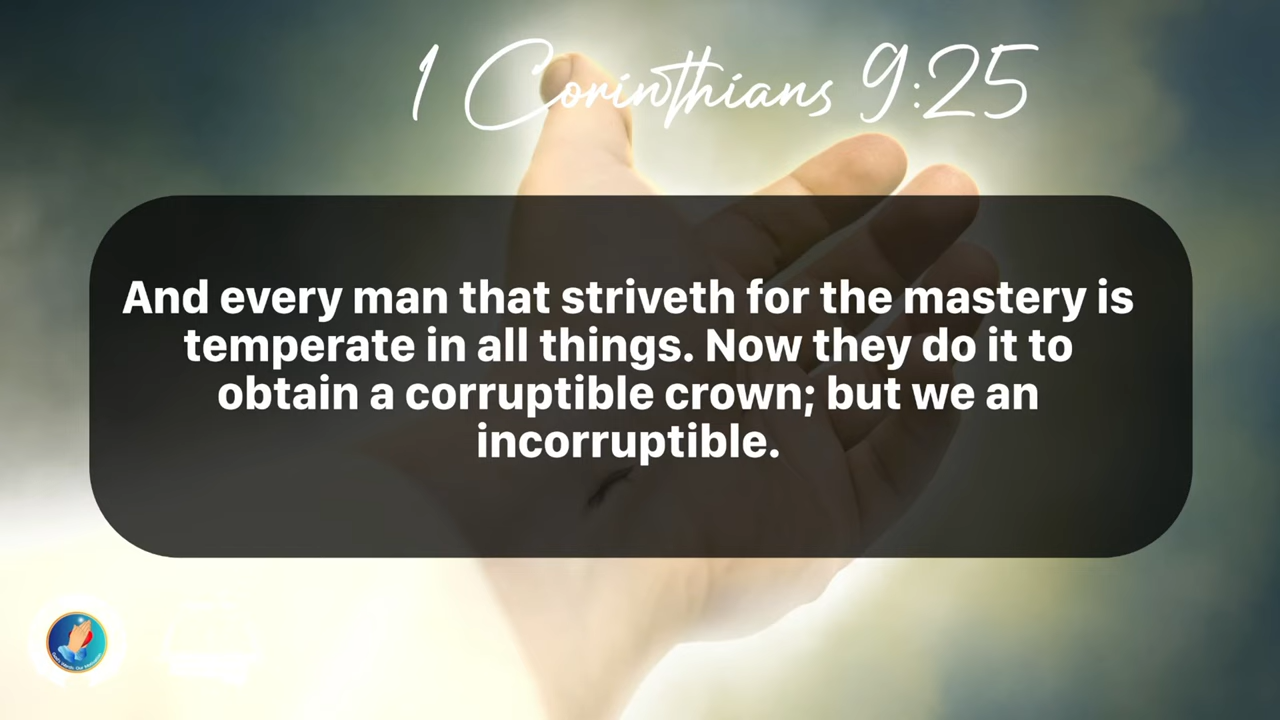 1 Corinthians 9:25
And every man that striveth for the mastery is
temperate in all things. Now they do it to
obtain a corruptible crown; but we an
incorruptible.